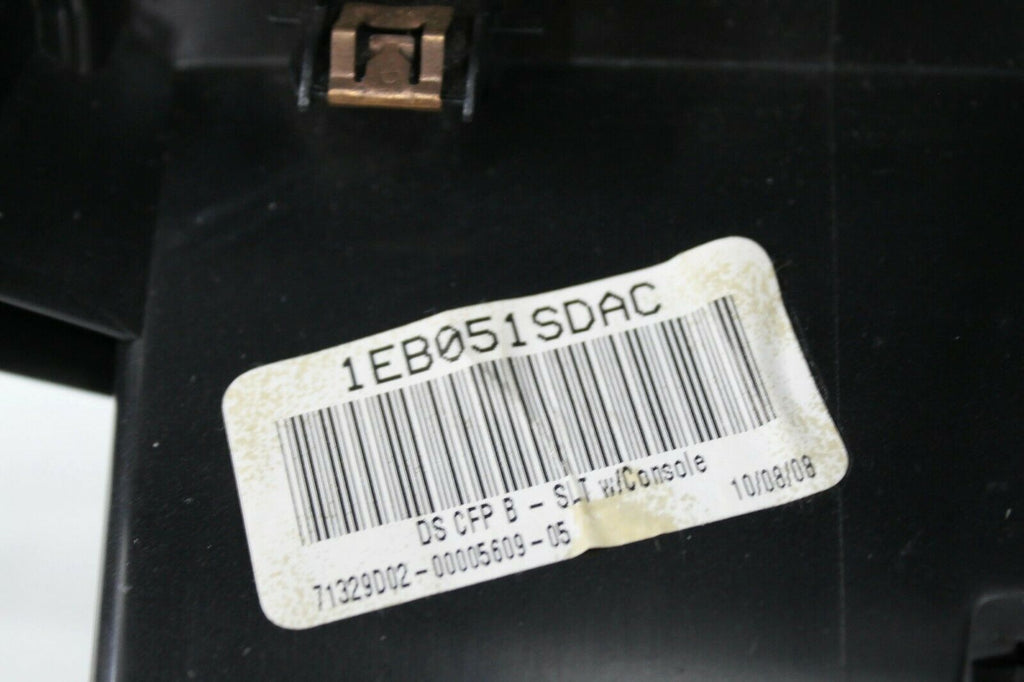 1EB051SDAC
DS CFP B - SLT w/Console
10/08/08
71329D02-00005609-05